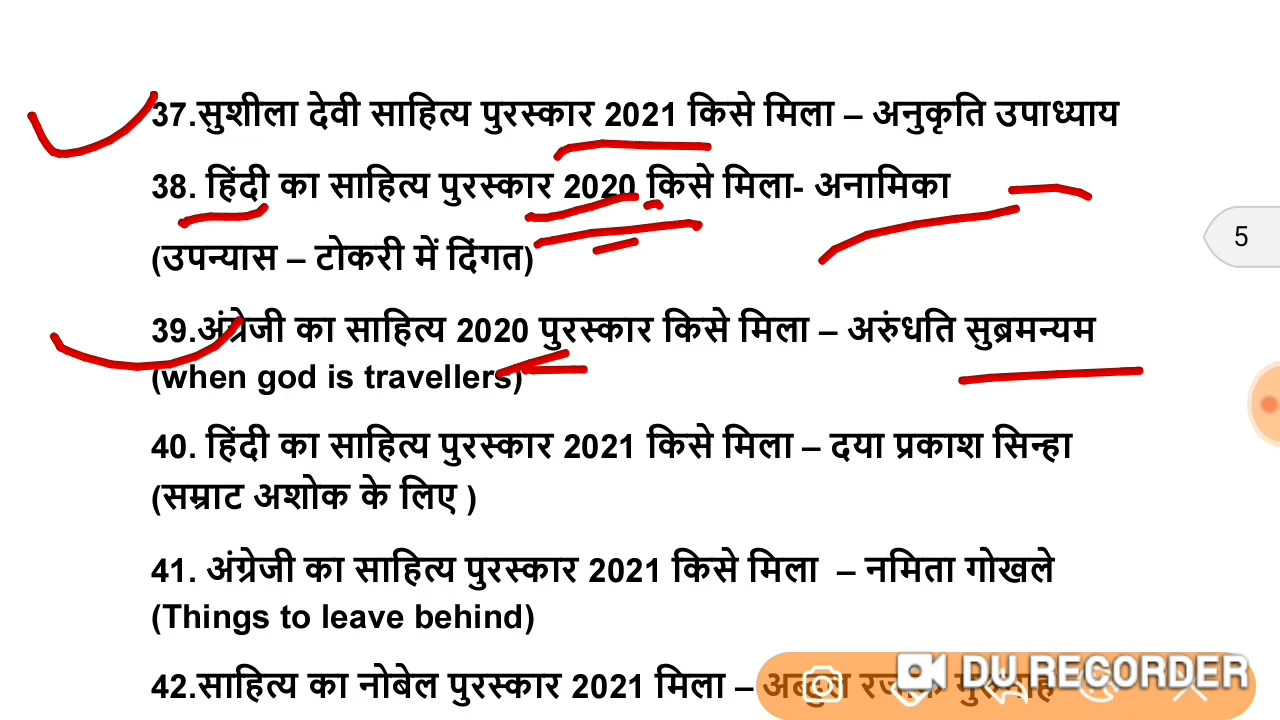 37.सुशीला देवी साहित्य पुरस्कार 2021 किसे मिला – अनुकृति उपाध्याय
38. हिंदी का साहित्य पुरस्कार 2020 किसे मिला- अनामिका
(उपन्यास – टोकरी में दिंगत)
5
39.अंग्रेजी का साहित्य 2020 पुरस्कार किसे मिला – अरुंधति सुब्रमन्यम
(when god is travellers)
40. हिंदी का साहित्य पुरस्कार 2021 किसे मिला – दया प्रकाश सिन्हा
(सम्राट अशोक के लिए )
41. अंग्रेजी का साहित्य पुरस्कार 2021 किसे मिला – नमिता गोखले
(Things to leave behind)
42.साहित्य का नोबेल पुरस्कार 2021 मिला –
DU RECORDER